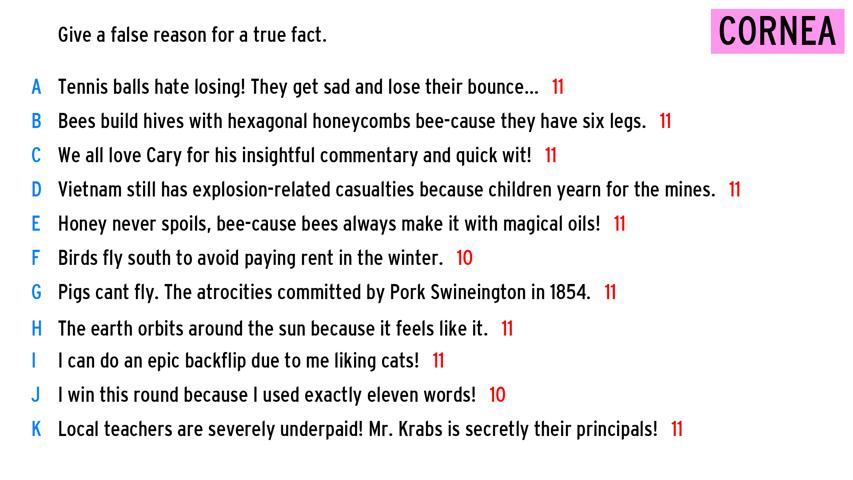 Give a false reason for a true fact.
CORNEA
A Tennis balls hate losing! They get sad and lose their bounce... 11
B Bees build hives with hexagonal honeycombs bee-cause they have six legs. 11
C We all love Cary for his insightful commentary and quick wit! 11
D Vietnam still has explosion-related casualties because children yearn for the mines. 11
E Honey never spoils, bee-cause bees always make it with magical oils! 11
F Birds fly south to avoid paying rent in the winter. 10
G Pigs cant fly. The atrocities committed by Pork Swineington in 1854. 11
H The earth orbits around the sun because it feels like it. 11
I I can do an epic backflip due to me liking cats! 11
J I win this round because I used exactly eleven words! 10
K Local teachers are severely underpaid! Mr. Krabs is secretly their principals! 11